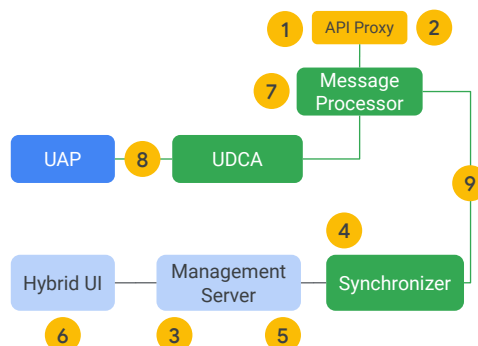 1
API Proxy
2
7
Message
Processor
UAP
8
UDCA
9
4
Hybrid UI
Management
Server
Synchronizer
6
3
5